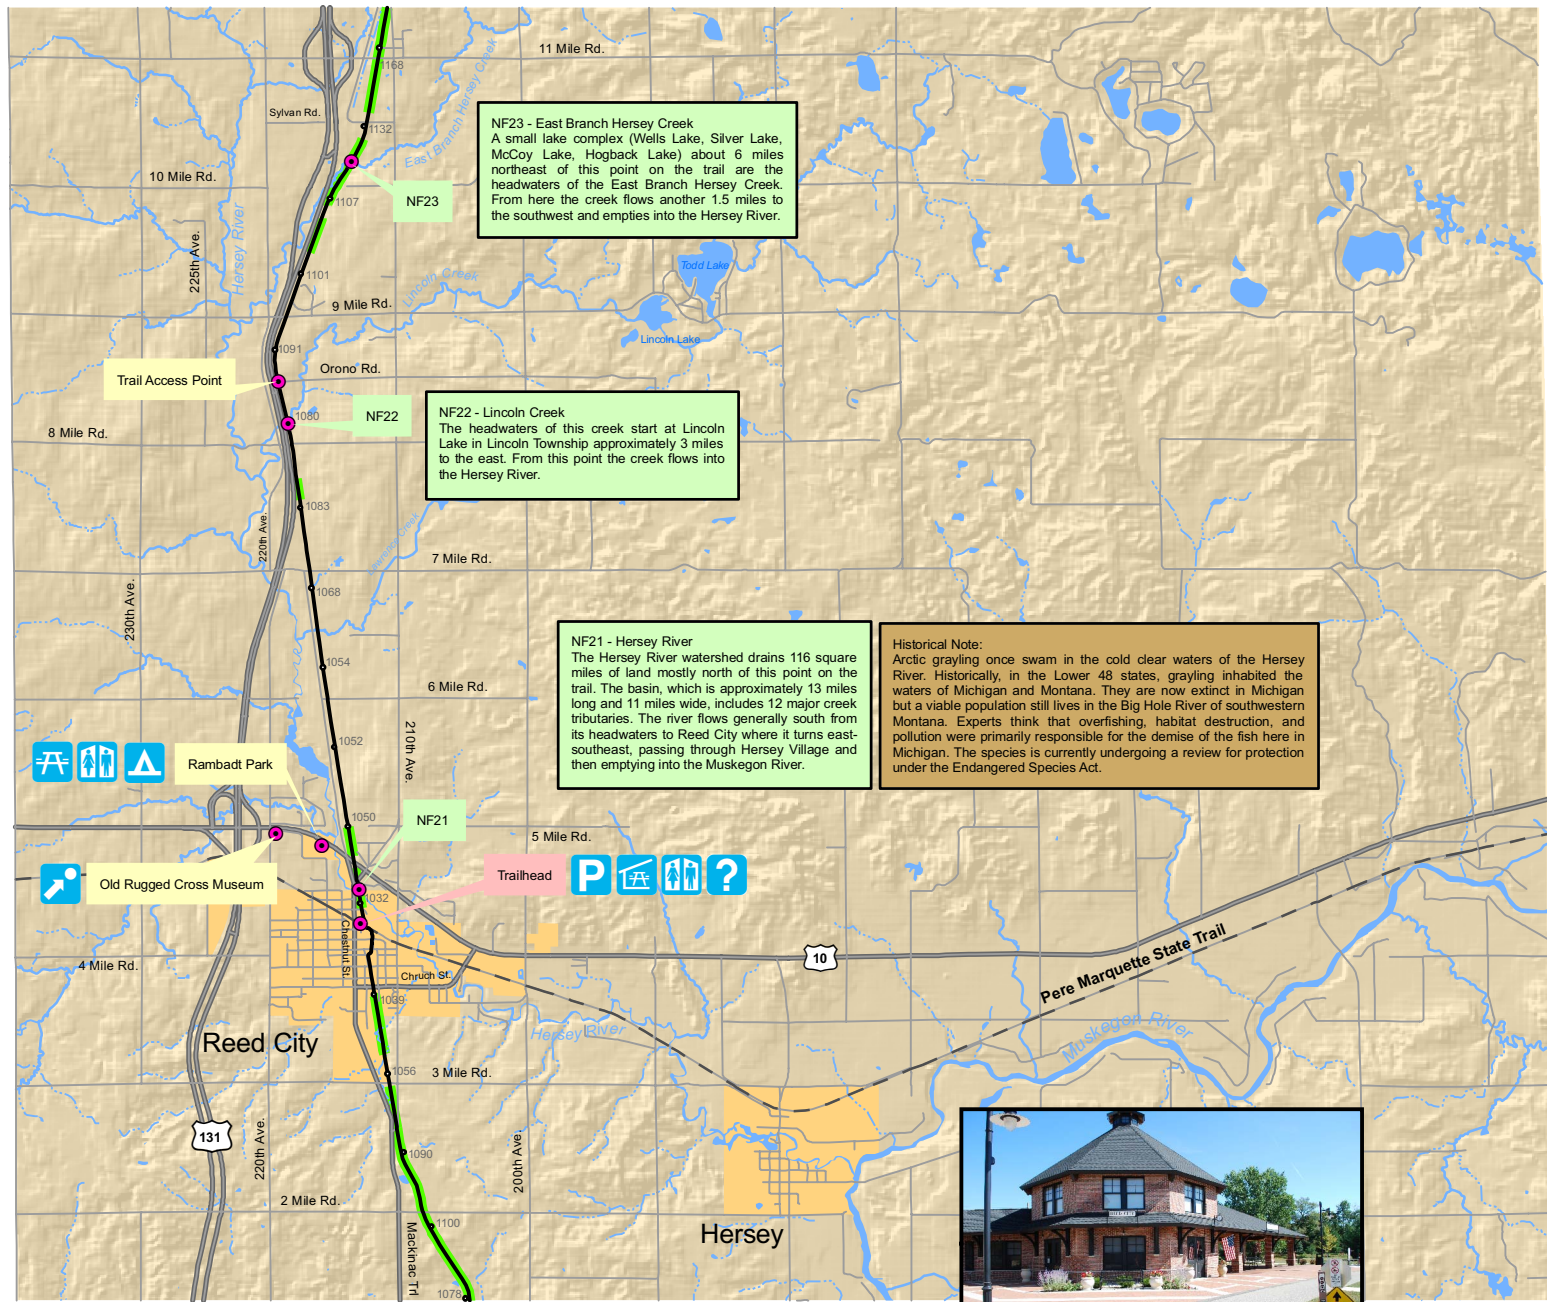 11 Mile Rd.
1168
East Branch Hersey Creek
Sylvan Rd.
1132
NF23 - East Branch Hersey Creek
A small lake complex (Wells Lake, Silver Lake,
McCoy Lake, Hogback Lake) about 6 miles
northeast of this point on the trail are the
headwaters of the East Branch Hersey Creek.
From here the creek flows another 1.5 miles to
the southwest and empties into the Hersey River.
10 Mile Rd.
NF23
1107
Hersey River
225th Ave.
1101
Lincoln Creek
Todd Lake
9 Mile Rd.
Lincoln Lake
1091
Orono Rd.
Trail Access Point
NF22
1080
NF22 - Lincoln Creek
The headwaters of this creek start at Lincoln
Lake in Lincoln Township approximately 3 miles
to the east. From this point the creek flows into
the Hersey River.
8 Mile Rd.
1083
220th Ave.
7 Mile Rd.
1068
230th Ave.
1054
NF21 - Hersey River
The Hersey River watershed drains 116 square
miles of land mostly north of this point on the
trail. The basin, which is approximately 13 miles
long and 11 miles wide, includes 12 major creek
tributaries. The river flows generally south from
its headwaters to Reed City where it turns east-
southeast, passing through Hersey Village and
then emptying into the Muskegon River.
Historical Note:
Arctic grayling once swam in the cold clear waters of the Hersey
River. Historically, in the Lower 48 states, grayling inhabited the
waters of Michigan and Montana. They are now extinct in Michigan
but a viable population still lives in the Big Hole River of southwestern
Montana. Experts think that overfishing, habitat destruction, and
pollution were primarily responsible for the demise of the fish here in
Michigan. The species is currently undergoing a review for protection
under the Endangered Species Act.
6 Mile Rd.
210th Ave.
1052
Rambadt Park
1050
NF21
5 Mile Rd.
Old Rugged Cross Museum
Trailhead
P
?
1032
Chestnut St.
10
4 Mile Rd.
Chruch St.
1039
Pere Marquette State Trail
Hersey River
Muskegon River
Reed City
1056
3 Mile Rd.
131
220th Ave.
200th Ave
1090
2 Mile Rd.
1100
Mackinac Trl
Hersey
1078